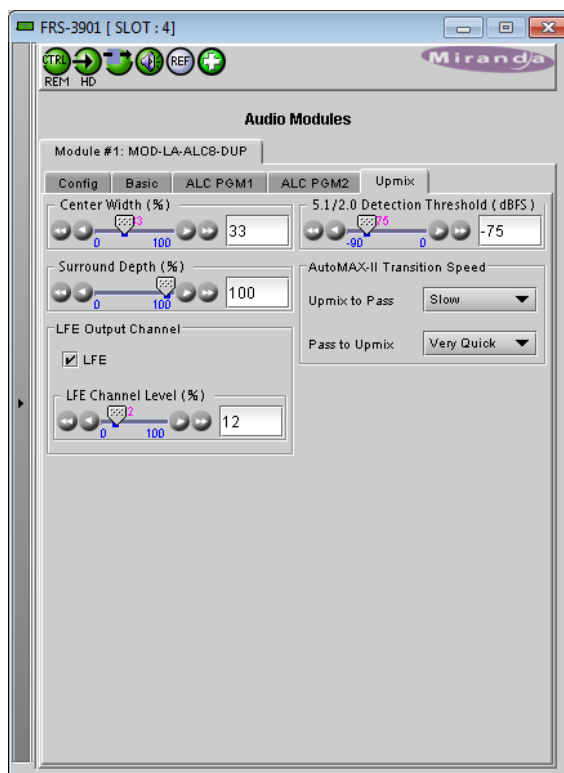 FRS-3901 [ SLOT : 4]
CTRL REF
REM HD
Miranda
Audio Modules
Module #1: MOD-LA-ALC8-DUP
Config Basic ALC PGM1 ALC PGM2 Upmix
Center Width (%)
33
0 100
Surround Depth (%)
100
0 100
LFE Output Channel
LFE
LFE Channel Level (%)
12
0 100
5.1/2.0 Detection Threshold ( dBFS )
-75
-90 0
AutoMAX-II Transition Speed
Upmix to Pass Slow
Pass to Upmix Very Quick